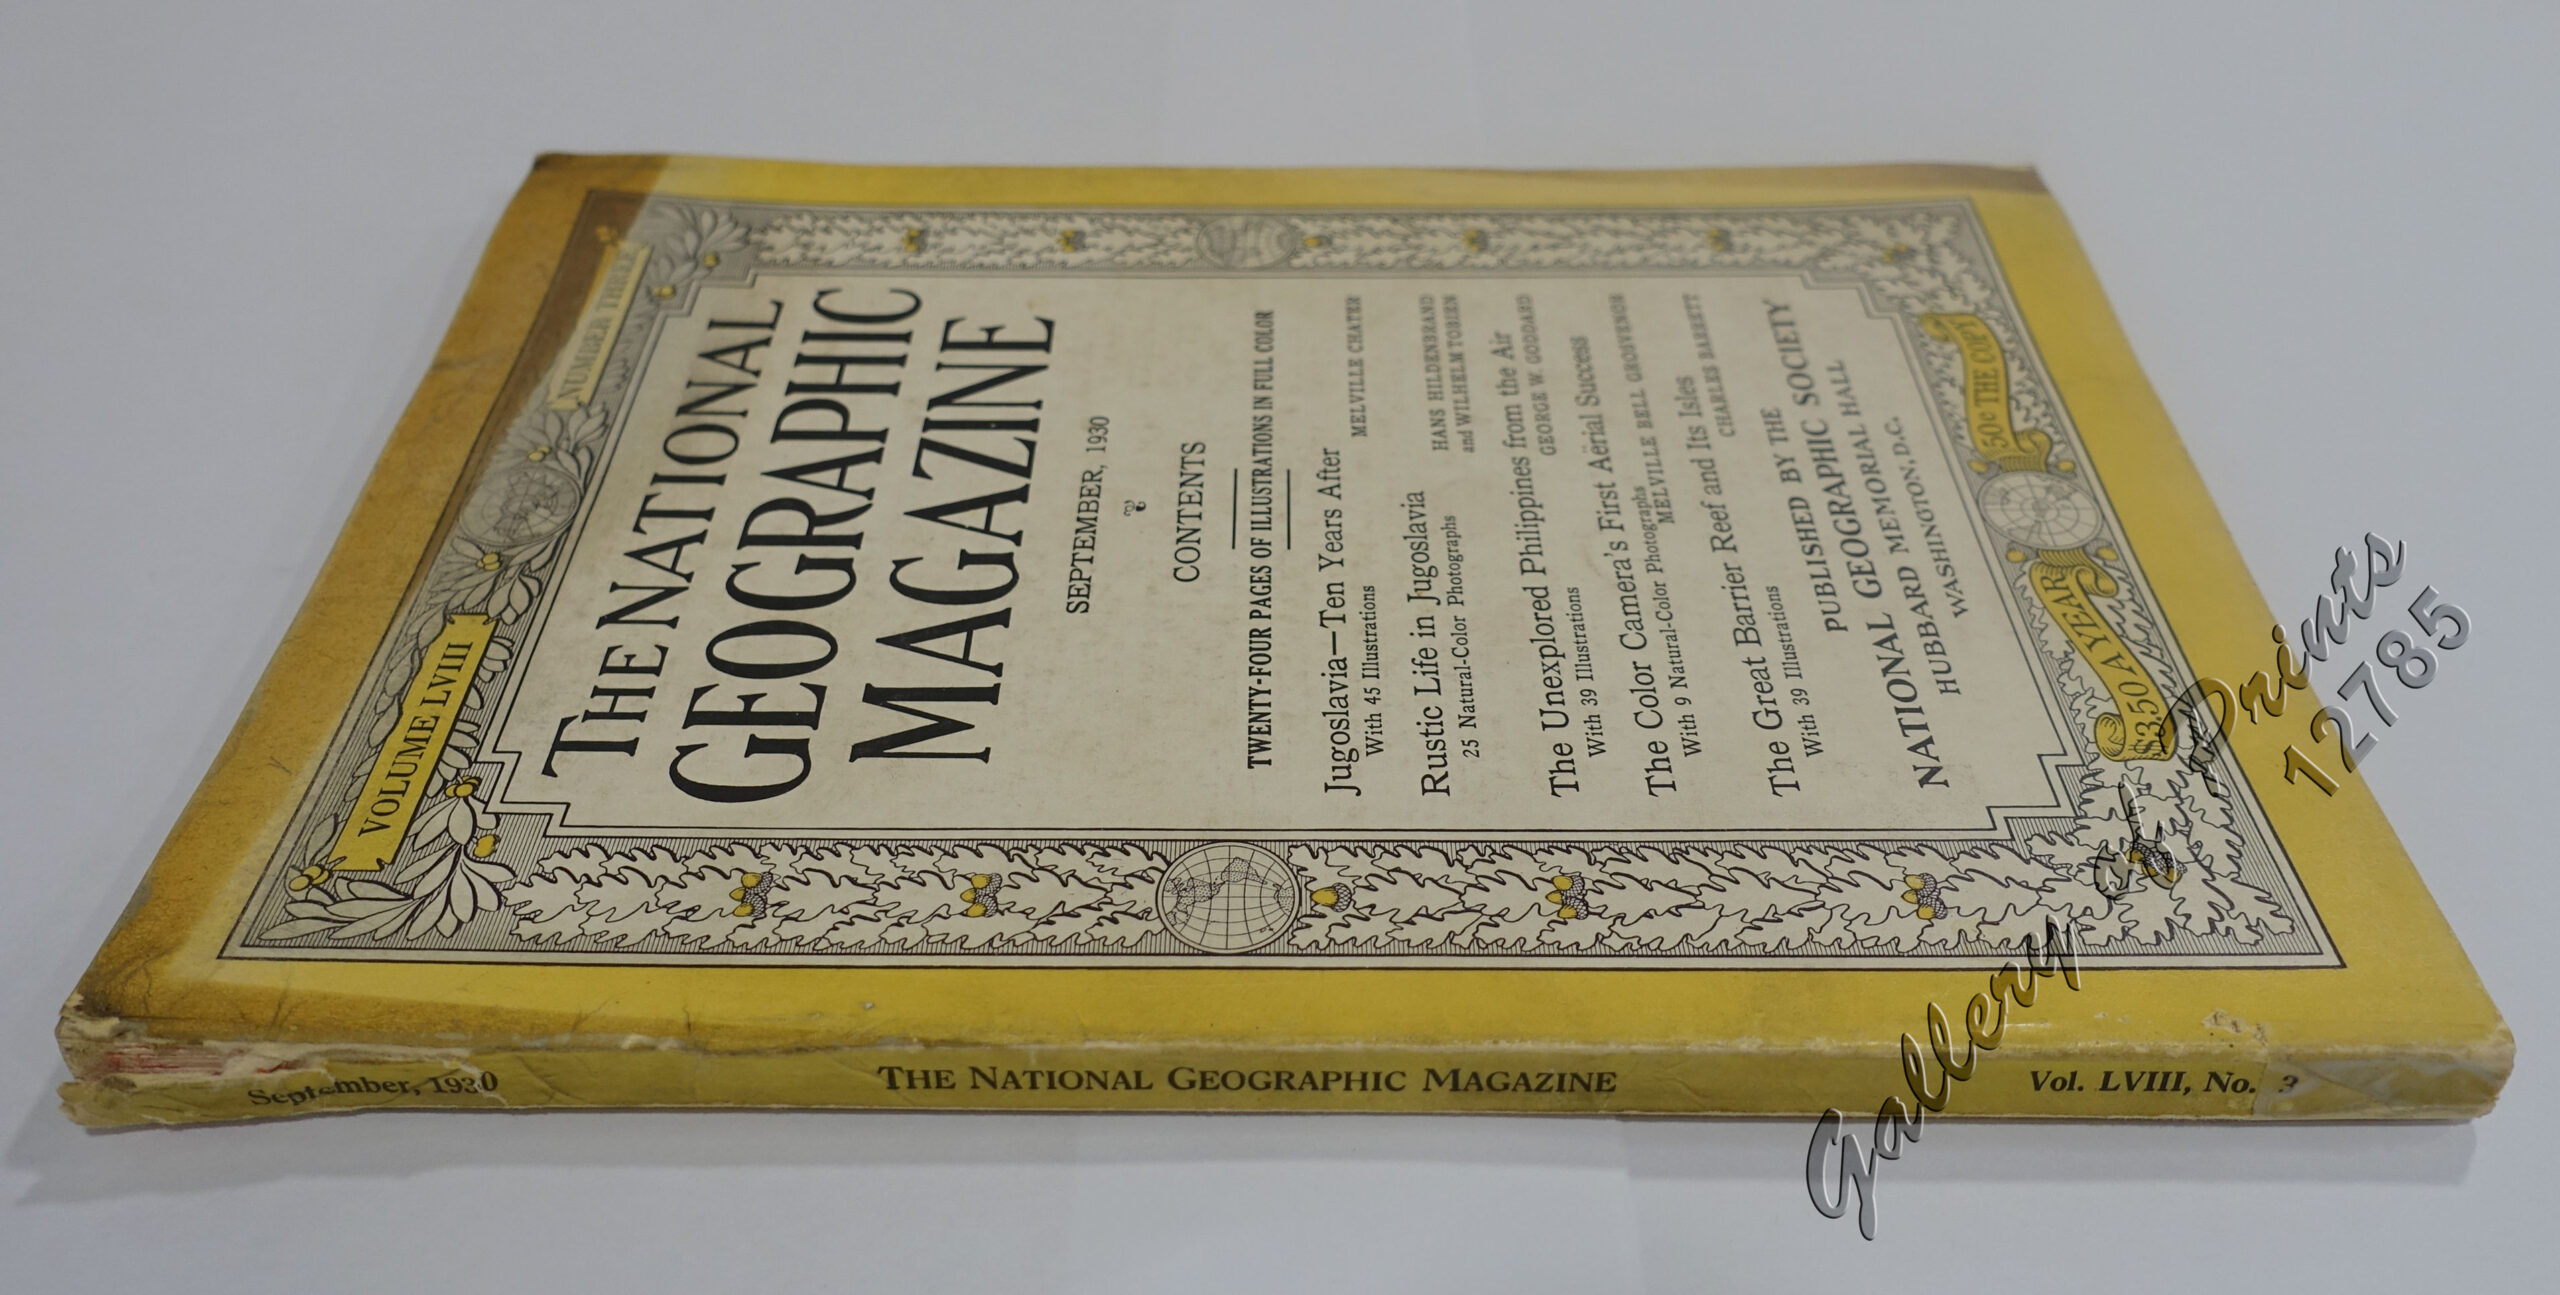 VOLUME LVIII
NUMBER THREE
THE NATIONAL
GEOGRAPHIC
MAGAZINE
SEPTEMBER, 1930
CONTENTS
TWENTY-FOUR PAGES OF ILLUSTRATIONS IN FULL COLOR
Jugoslavia—Ten Years After
With 45 Illustrations MELVILLE CHATER
Rustic Life in Jugoslavia
HANS HILDENBRAND
25 Natural-Color Photographs and WILHELM TOBIEN
The Unexplored Philippines from the Air
With 39 Illustrations GEORGE W. GODDARD
The Color Camera's First Aërial Success
With 9 Natural-Color Photographs MELVILLE BELL GROSVENOR
The Great Barrier Reef and Its Isles
With 39 Illustrations CHARLES BARRETT
PUBLISHED BY THE
NATIONAL GEOGRAPHIC SOCIETY
HUBBARD MEMORIAL HALL
WASHINGTON, D.C.
$3.50 A YEAR
50¢ THE COPY
September, 1930
THE NATIONAL GEOGRAPHIC MAGAZINE
Vol. LVIII, No. 3
Gallery of Prints
12785